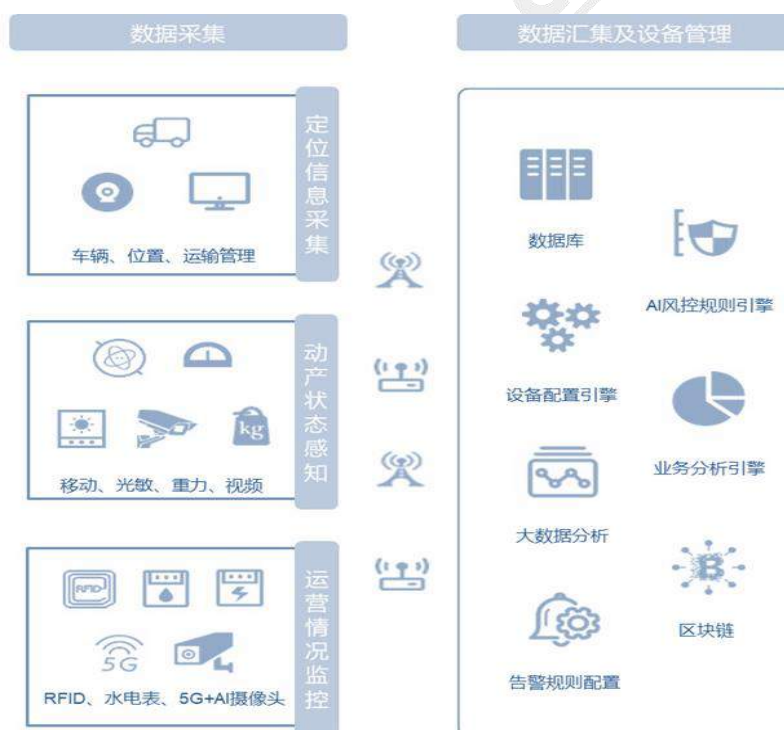 数据采集
数据汇集及设备管理
定位信息采集
车辆、位置、运输管理
动产状态感知
kg
移动、光敏、重力、视频
运营情况监控
RFID
5G
RFID、水电表、5G+AI摄像头
数据库
AI风控规则引擎
设备配置引擎
业务分析引擎
大数据分析
区块链
告警规则配置